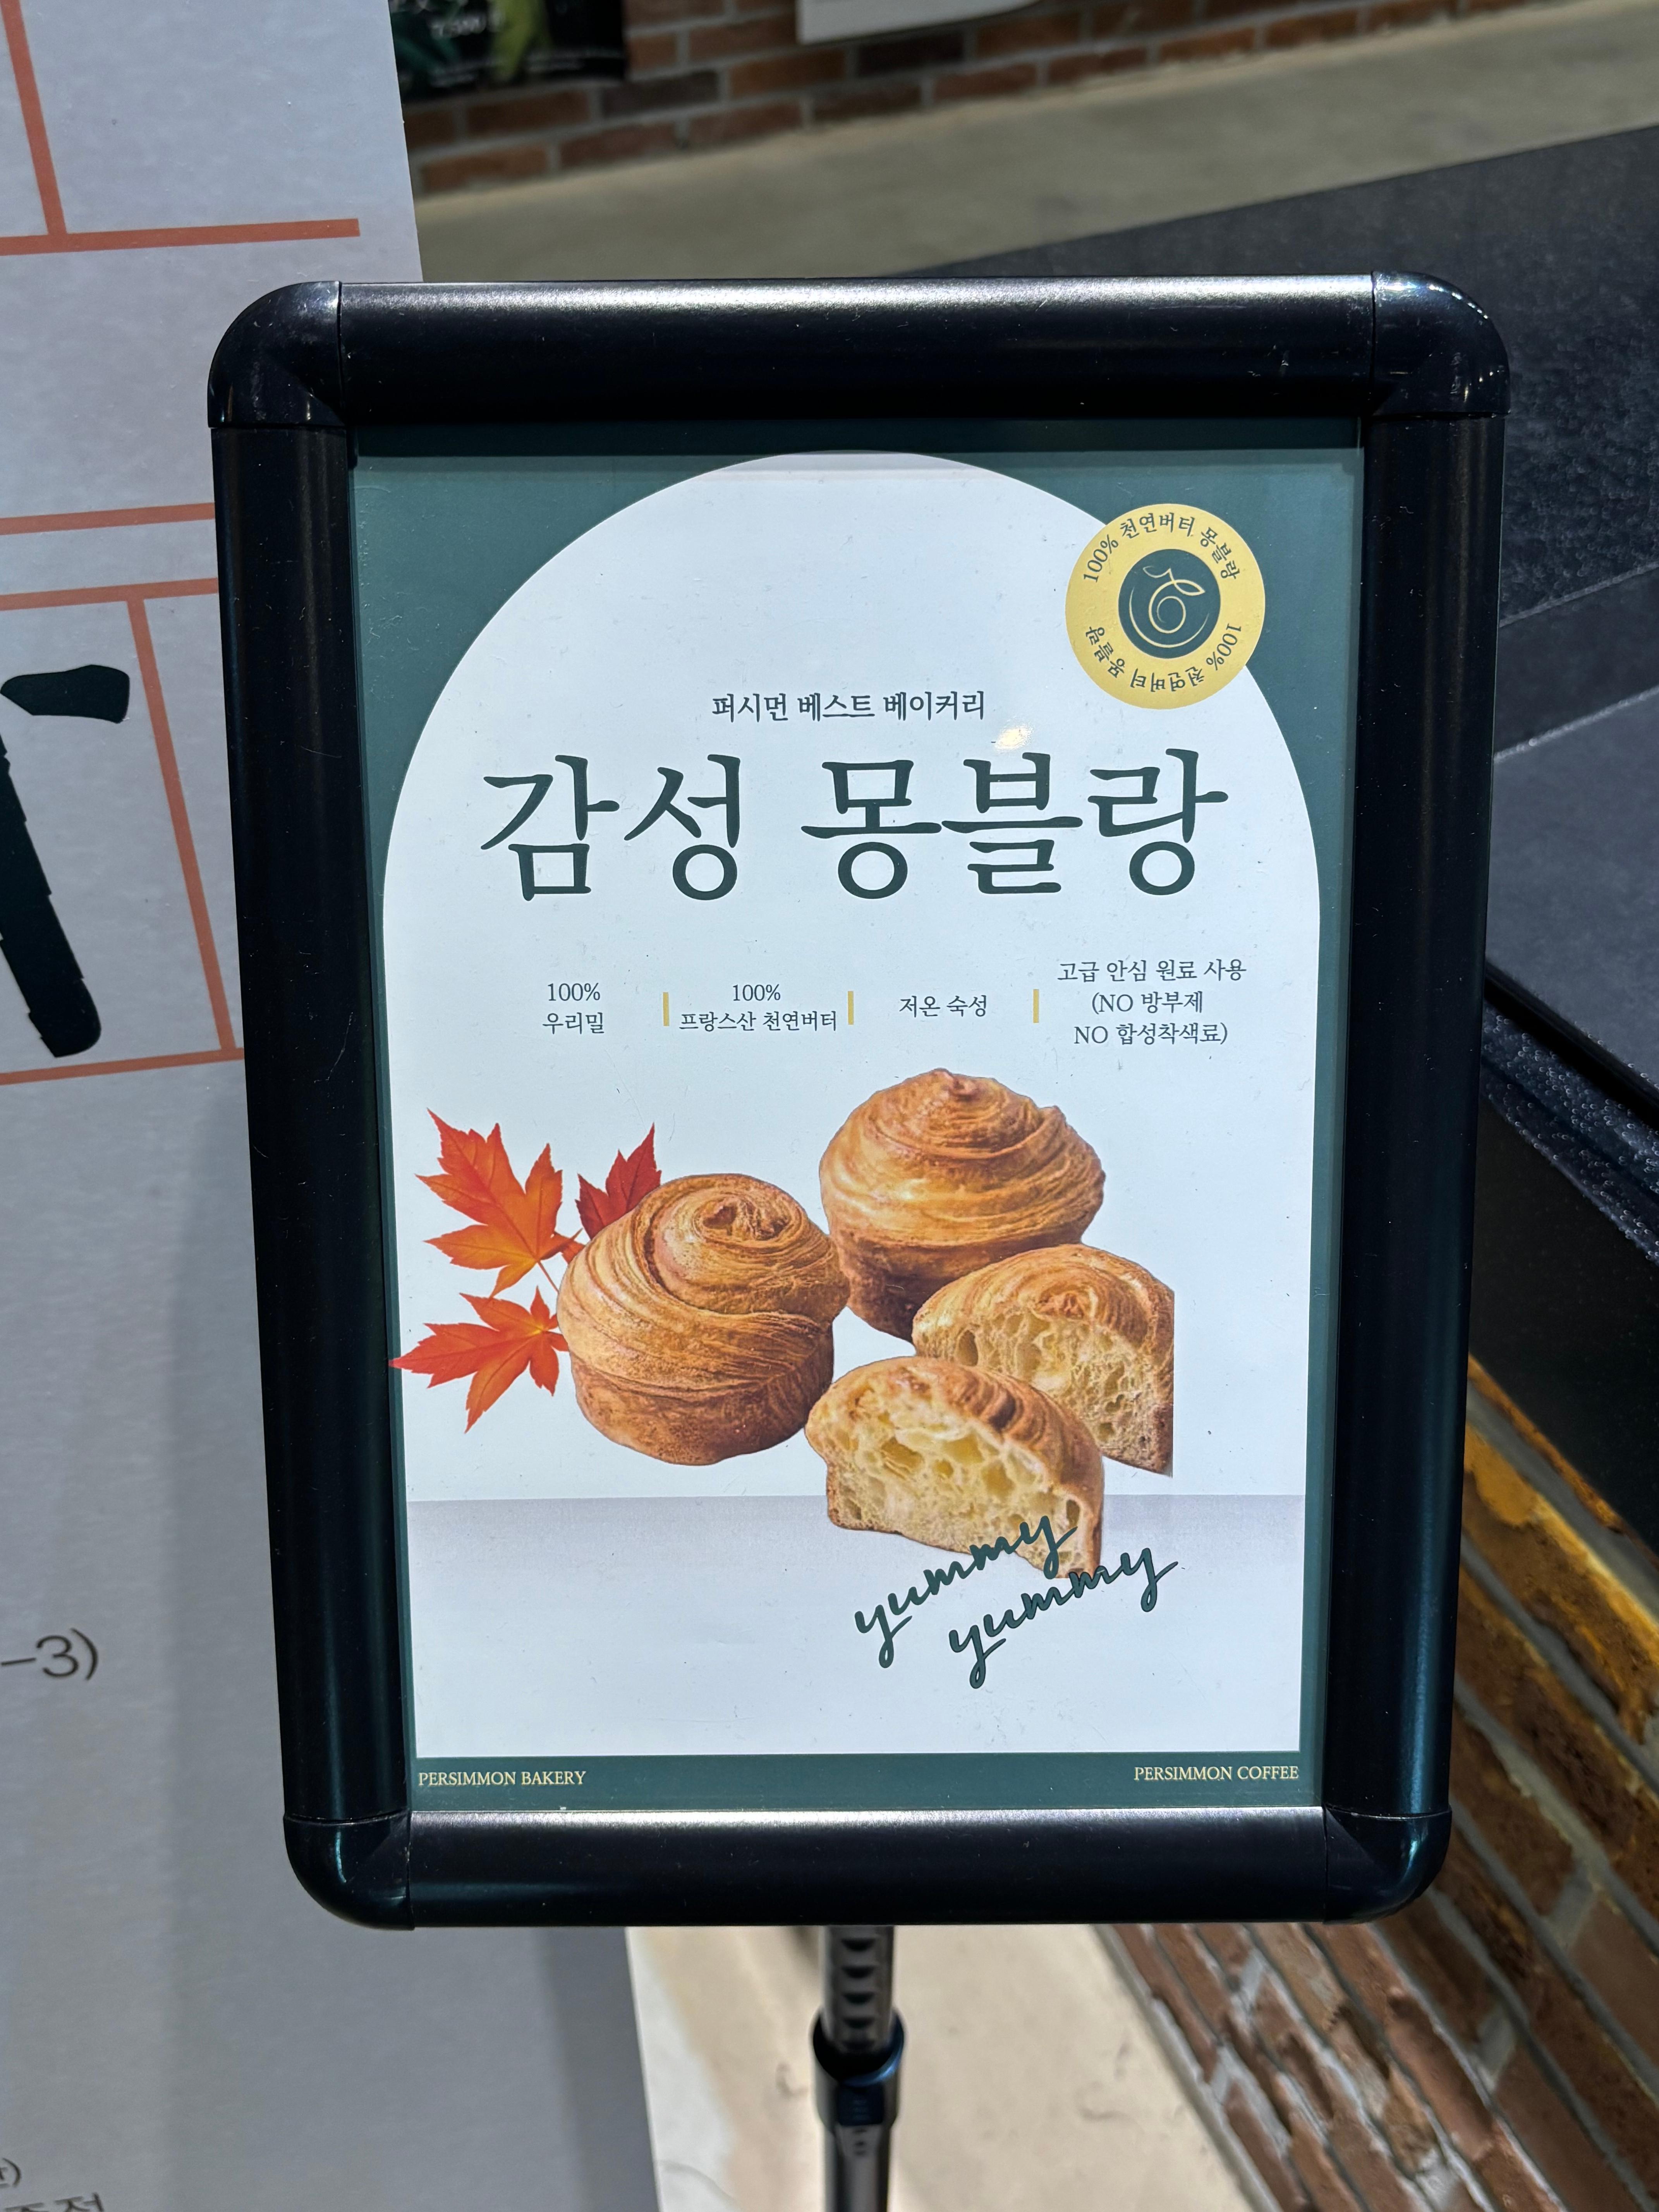 100% 천연버터 몽블랑
100% 천연버터 몽블랑
퍼시먼 베스트 베이커리
감성 몽블랑
100%
우리밀
100%
프랑스산 천연버터
저온 숙성
고급 안심 원료 사용
(NO 방부제
NO 합성착색료)
yummy
yummy
PERSIMMON BAKERY
PERSIMMON COFFEE
-3)